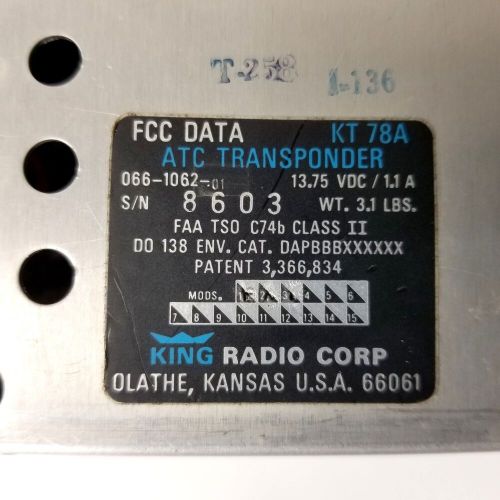 T-258 1-136
FCC DATA KT 78A
ATC TRANSPONDER
066-1062-01 13.75 VDC / 1.1 A
S/N 8603 WT. 3.1 LBS.
FAA TSO C74b CLASS II
DO 138 ENV. CAT. DAPBBBXXXXXX
PATENT 3,366,834
MODS. 1 2 3 4 5 6
7 8 9 10 11 12 13 14 15
KING RADIO CORP
OLATHE, KANSAS U.S.A. 66061